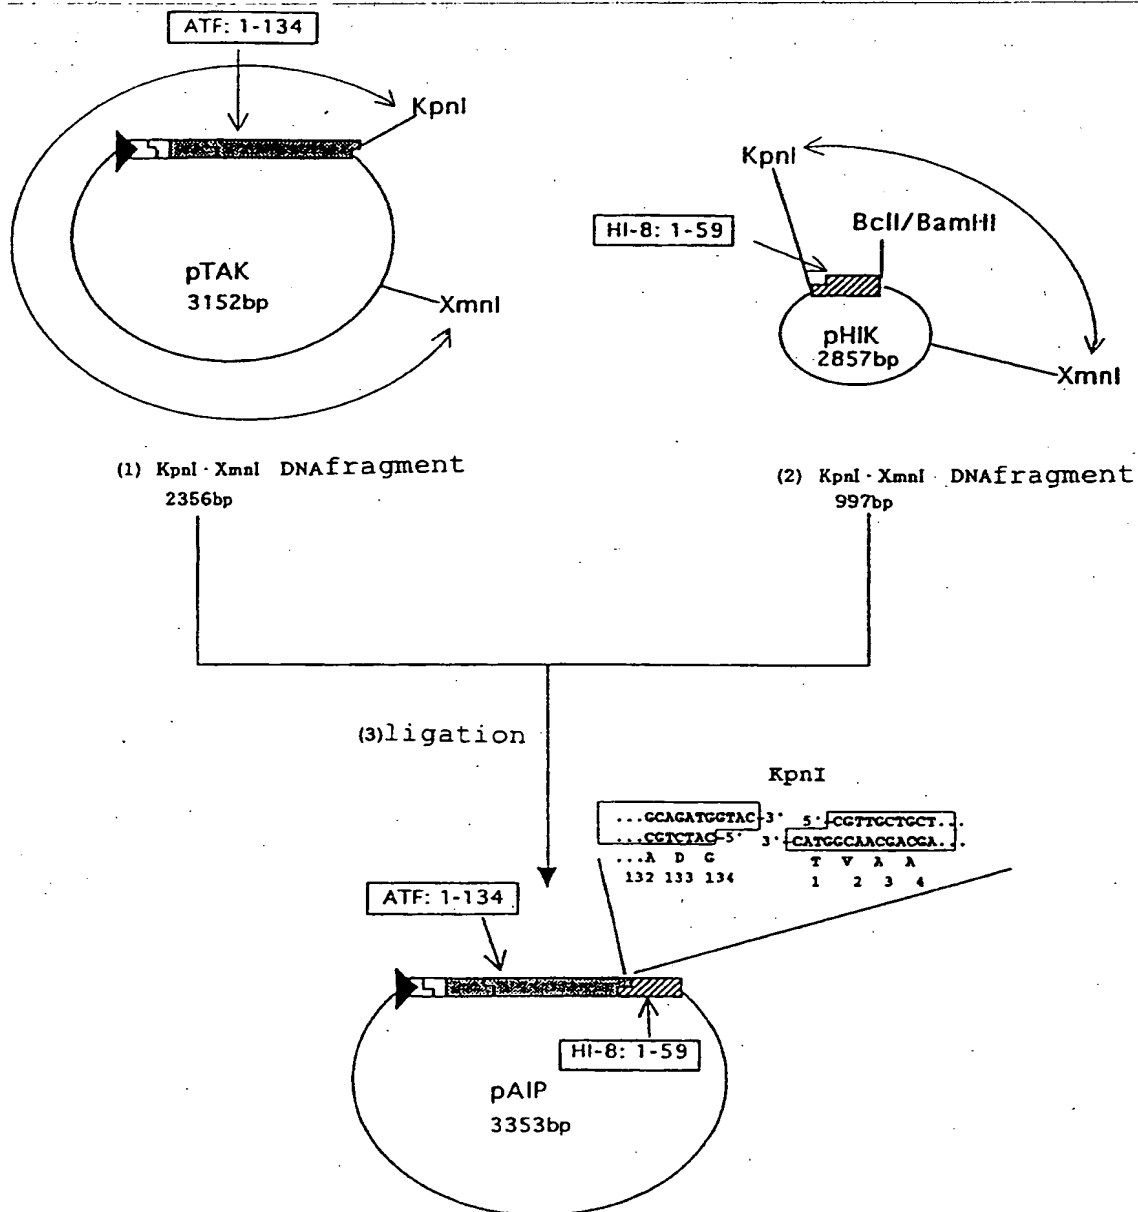 ATF: 1-134
KpnI
pTAK
3152bp
XmnI
KpnI
HI-8: 1-59
BclI/BamHI
pHIK
2857bp
XmnI
(1) KpnI · XmnI DNAfragment
2356bp
(2) KpnI · XmnI DNAfragment
997bp
(3)ligation
KpnI
...GCAGATGGTAC-3' 5'-CGTTGCTGCT...
...CGTCTAC-5' 3'-CATGGCAACGACGA...
...A D G T V A A
132 133 134 1 2 3 4
ATF: 1-134
HI-8: 1-59
pAIP
3353bp